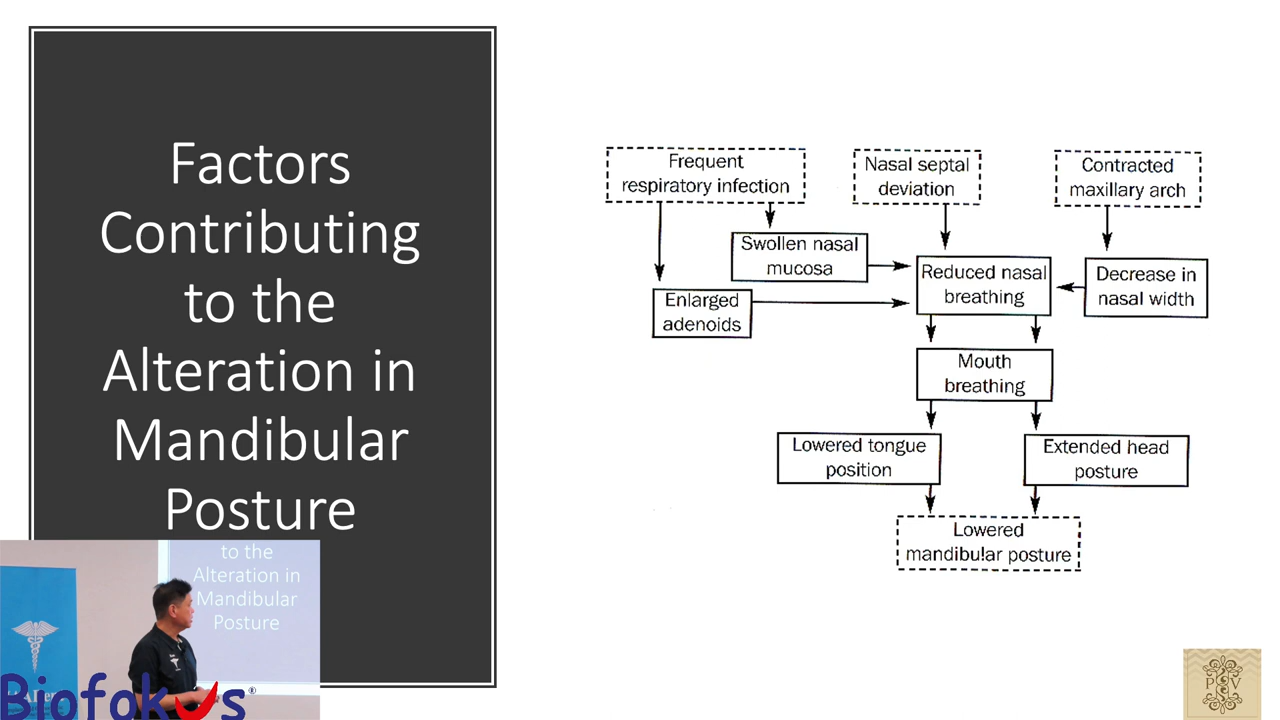 Factors
Contributing
to the
Alteration in
Mandibular
Posture
Frequent
respiratory infection
Nasal septal
deviation
Contracted
maxillary arch
Swollen nasal
mucosa
Reduced nasal
breathing
Decrease in
nasal width
Enlarged
adenoids
Mouth
breathing
Lowered tongue
position
Extended head
posture
Lowered
mandibular posture
to the
Alteration in
Mandibular
Posture
Biofokus®
P V